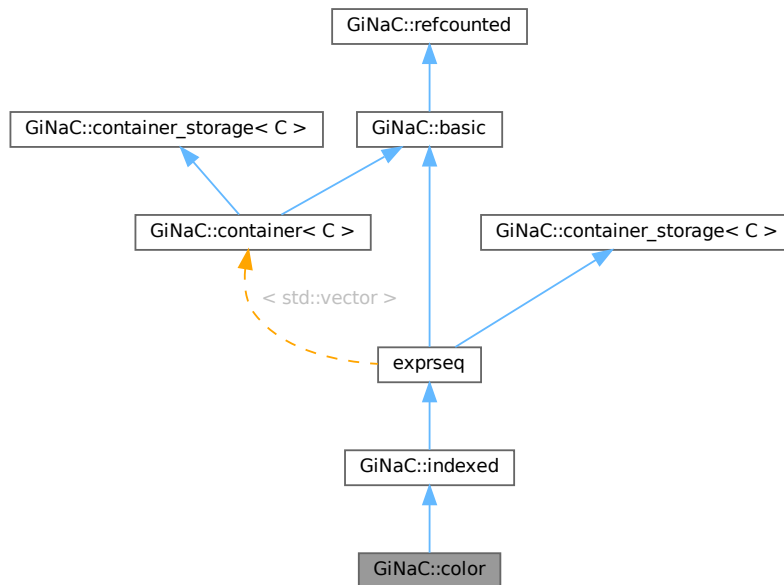 GiNaC::refcounted
GiNaC::container_storage< C >
GiNaC::basic
GiNaC::container< C >
GiNaC::container_storage< C >
< std::vector >
exprseq
GiNaC::indexed
GiNaC::color